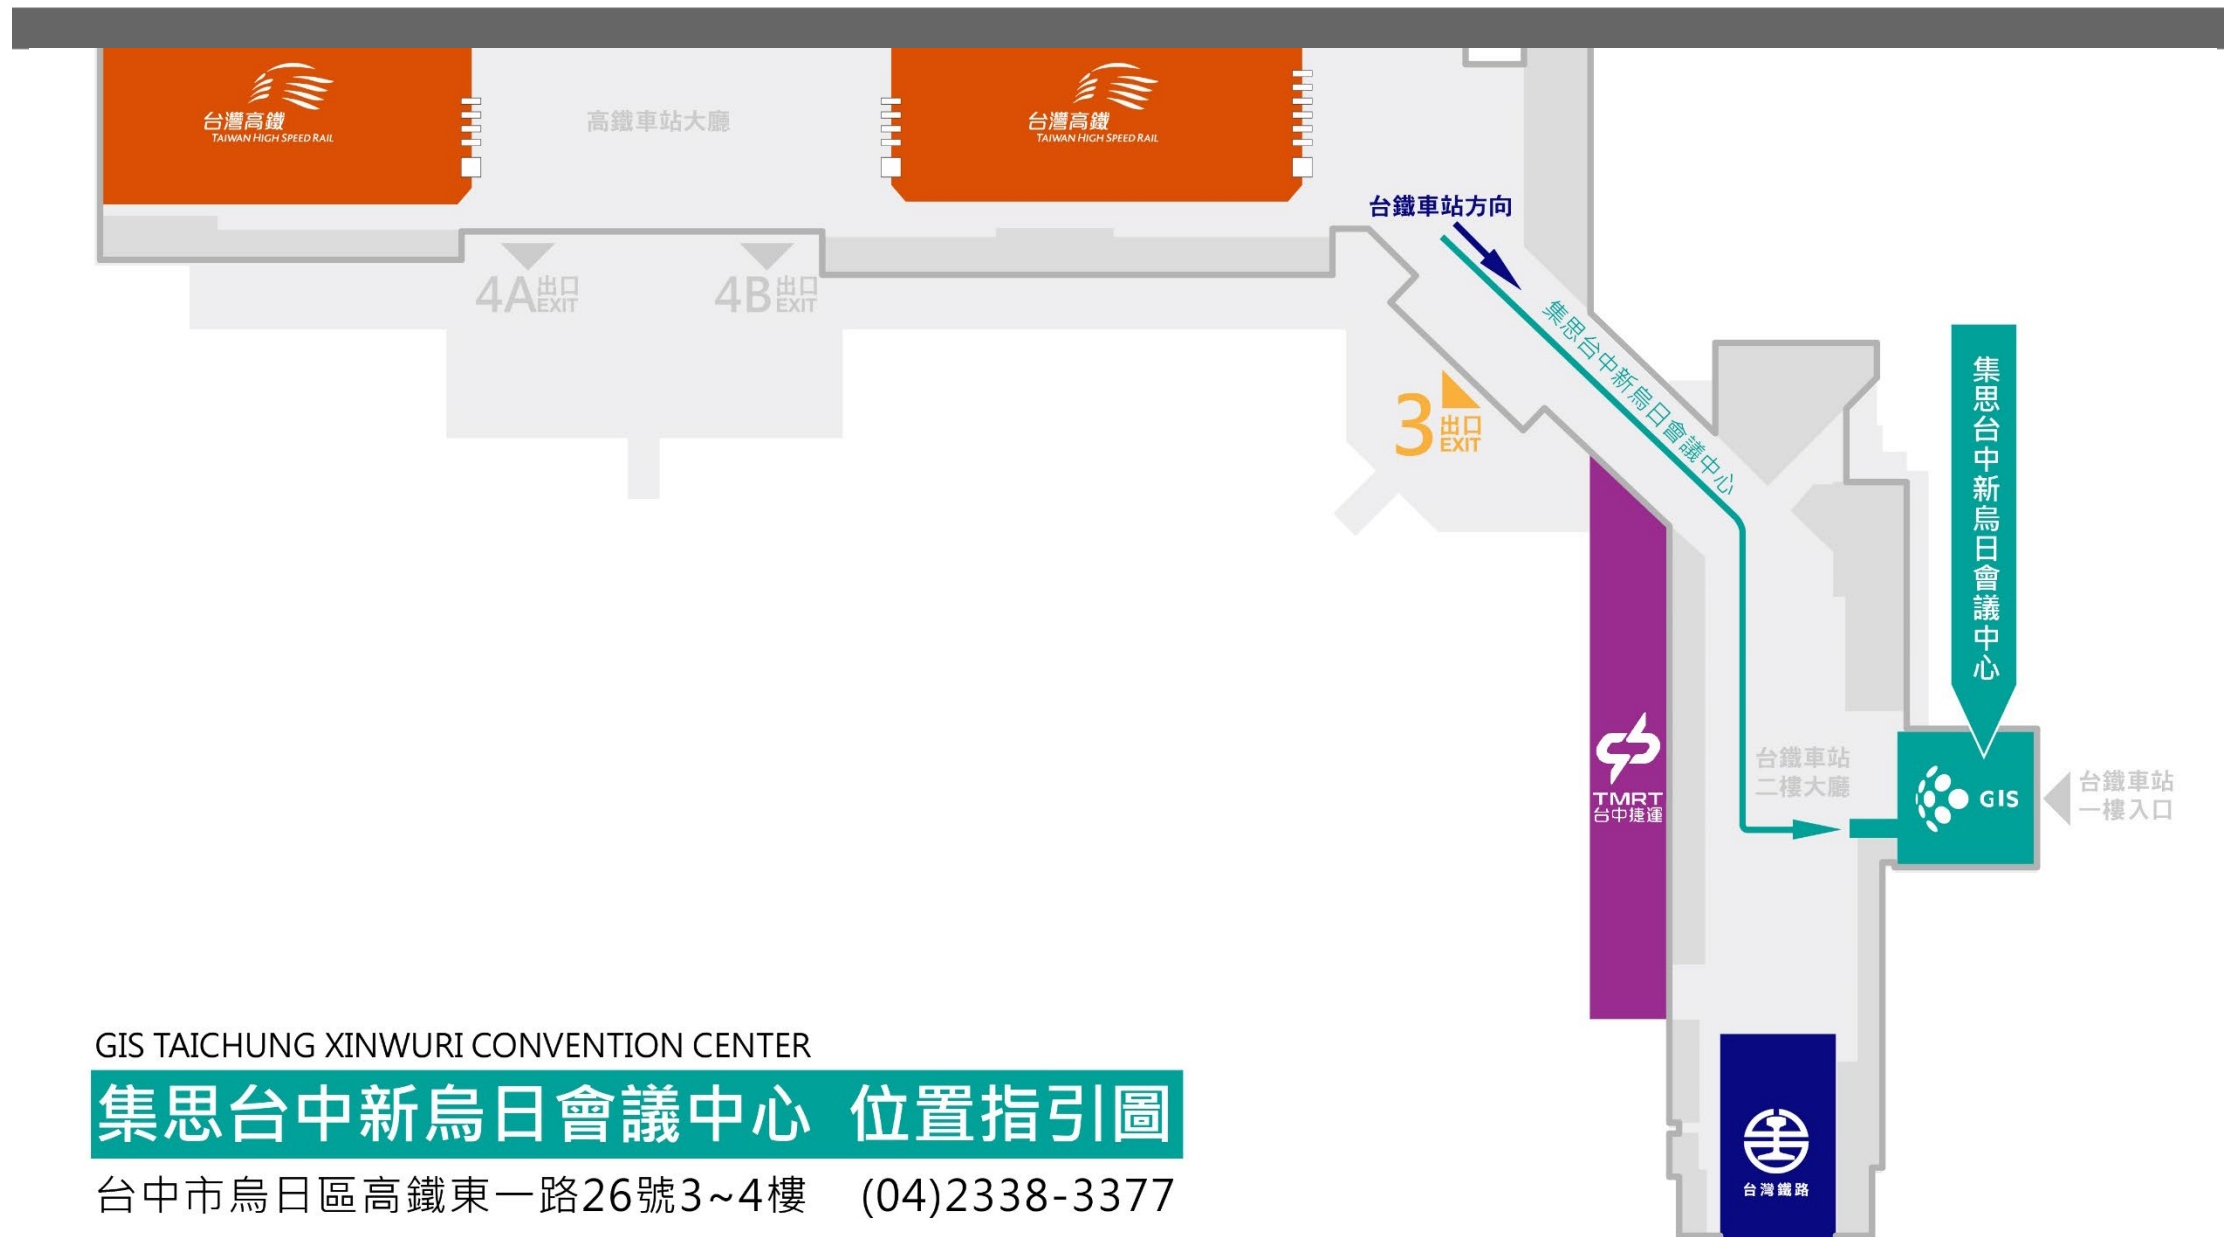 台灣高鐵
TAIWAN HIGH SPEED RAIL
高鐵車站大廳
台灣高鐵
TAIWAN HIGH SPEED RAIL
台鐵車站方向
4A出口
EXIT
4B出口
EXIT
集思台中新烏日會議中心
3出口
EXIT
集思台中新烏日會議中心
TMRT
台中捷運
台鐵車站
二樓大廳
GIS
台鐵車站
一樓入口
GIS TAICHUNG XINWURI CONVENTION CENTER
集思台中新烏日會議中心 位置指引圖
台中市烏日區高鐵東一路26號3~4樓 (04)2338-3377
台灣鐵路